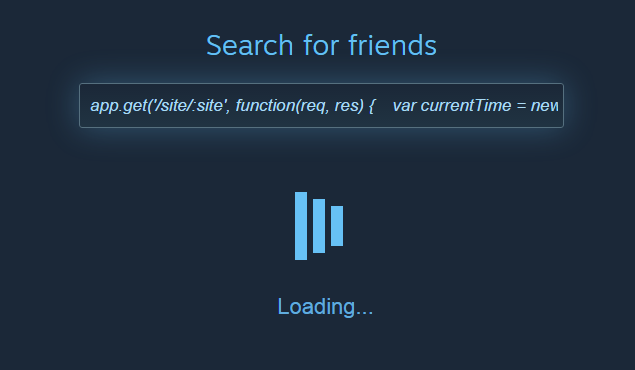 Search for friends
app.get('/site/:site', function(req, res) {    var currentTime = new
Loading...